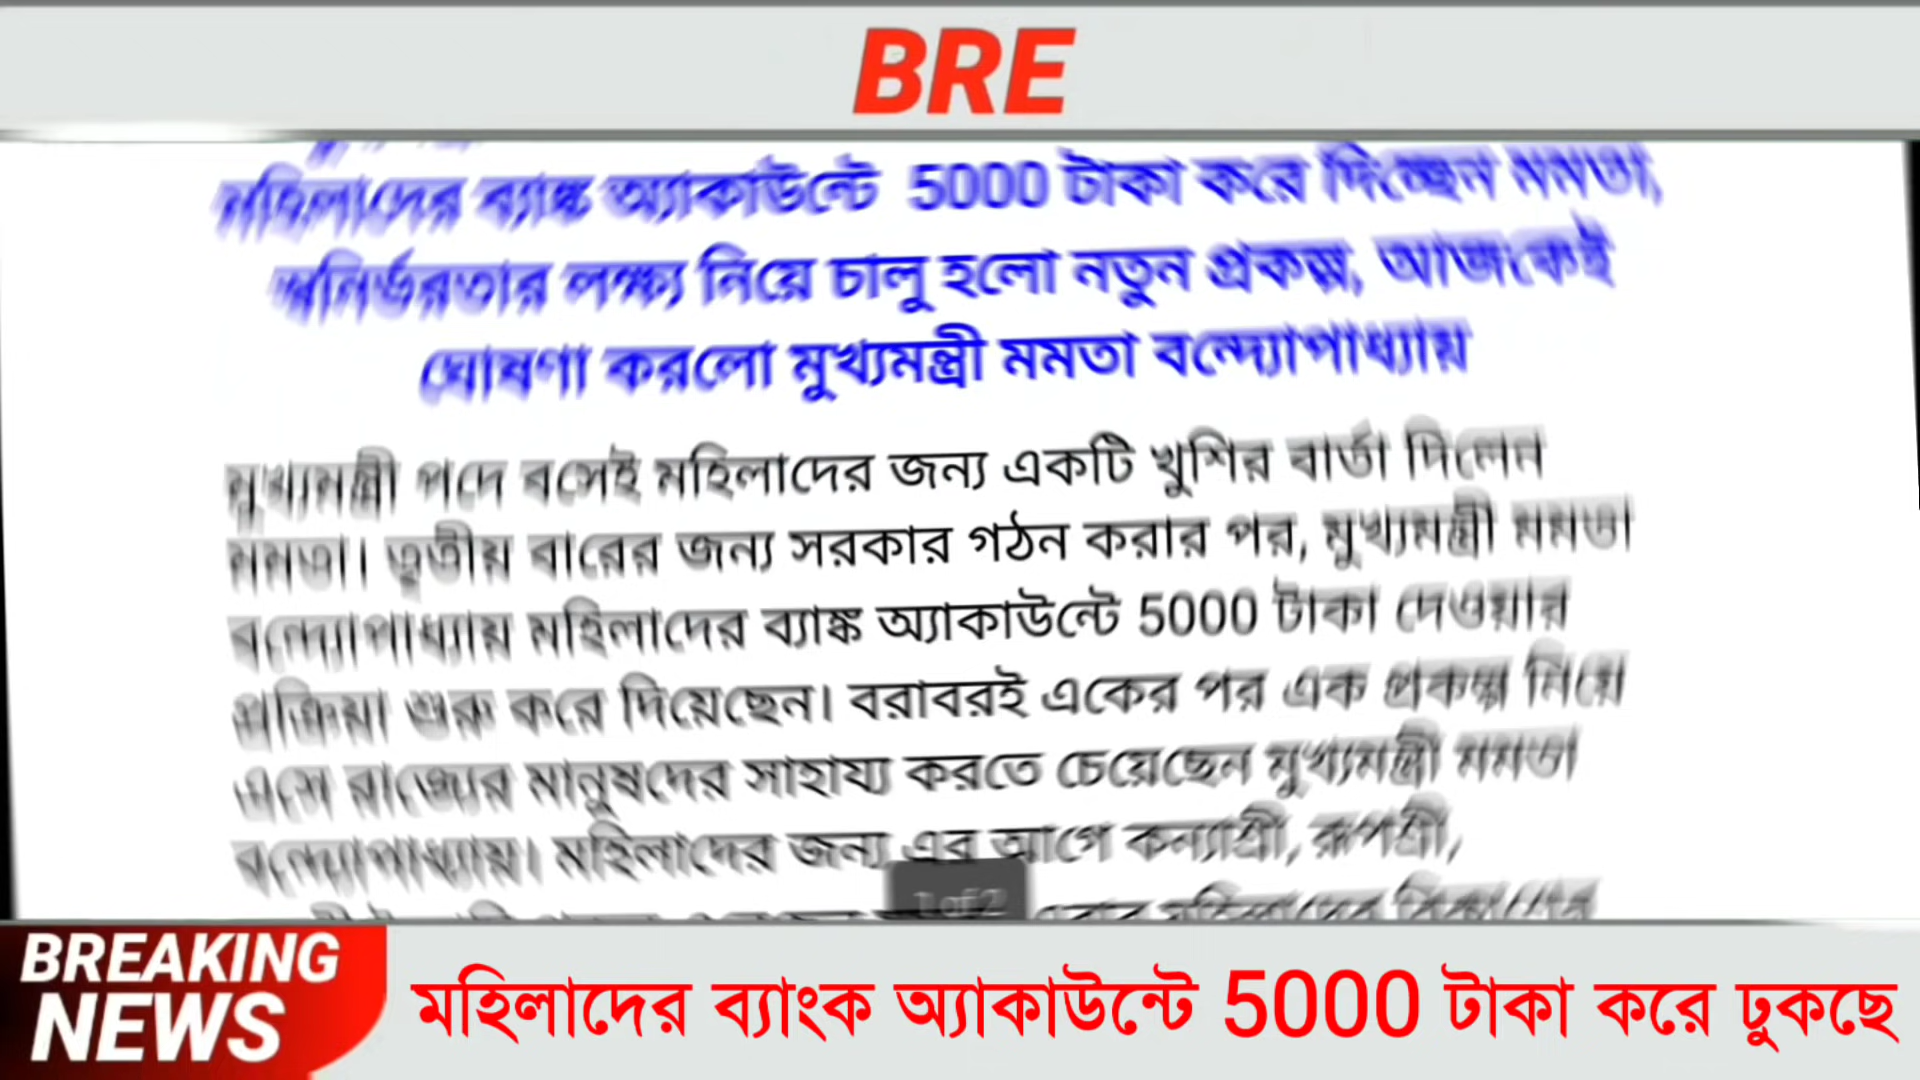 BRE
মহিলাদের ব্যাঙ্ক অ্যাকাউন্টে 5000 টাকা করে দিচ্ছেন মমতা,
স্বনির্ভরতার লক্ষ্য নিয়ে চালু হলো নতুন প্রকল্প, আজকেই
ঘোষণা করলো মুখ্যমন্ত্রী মমতা বন্দ্যোপাধ্যায়
মুখ্যমন্ত্রী পদে বসেই মহিলাদের জন্য একটি খুশির বার্তা দিলেন
মমতা। তৃতীয় বারের জন্য সরকার গঠন করার পর, মুখ্যমন্ত্রী মমতা
বন্দ্যোপাধ্যায় মহিলাদের ব্যাঙ্ক অ্যাকাউন্টে 5000 টাকা দেওয়ার
প্রক্রিয়া শুরু করে দিয়েছেন। বরাবরই একের পর এক প্রকল্প নিয়ে
এসে রাজ্যের মানুষদের সাহায্য করতে চেয়েছেন মুখ্যমন্ত্রী মমতা
বন্দ্যোপাধ্যায়। মহিলাদের জন্য এর আগে কন্যাশ্রী, রূপশ্রী,
1 of 2
BREAKING
NEWS
মহিলাদের ব্যাংক অ্যাকাউন্টে 5000 টাকা করে ঢুকছে